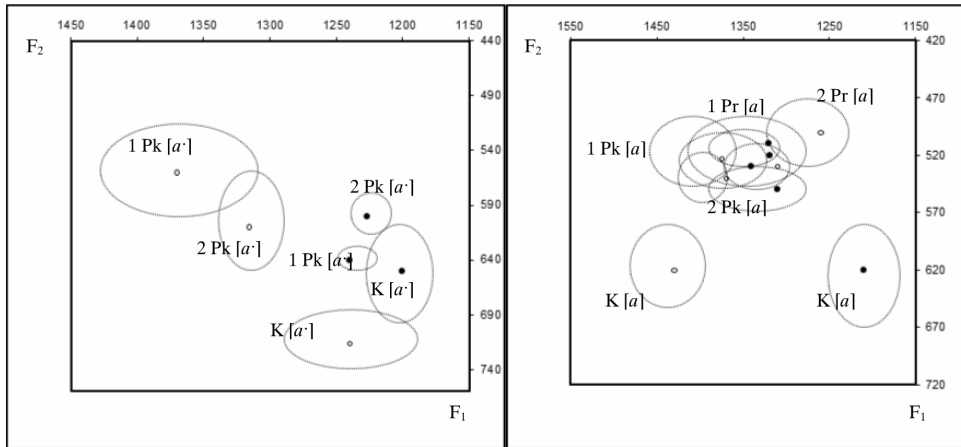 1450 1400 1350 1300 1250 1200 1150
F₂
440
490
540
590
640
690
740
1 Pk [a·]
2 Pk [a·]
2 Pk [a·]
1 Pk [a·]
K [a·]
K [a·]
F₁
1550 1450 1350 1250 1150
F₂
420
470
520
570
620
670
720
2 Pr [a]
1 Pr [a]
1 Pk [a]
2 Pk [a]
K [a]
K [a]
F₁